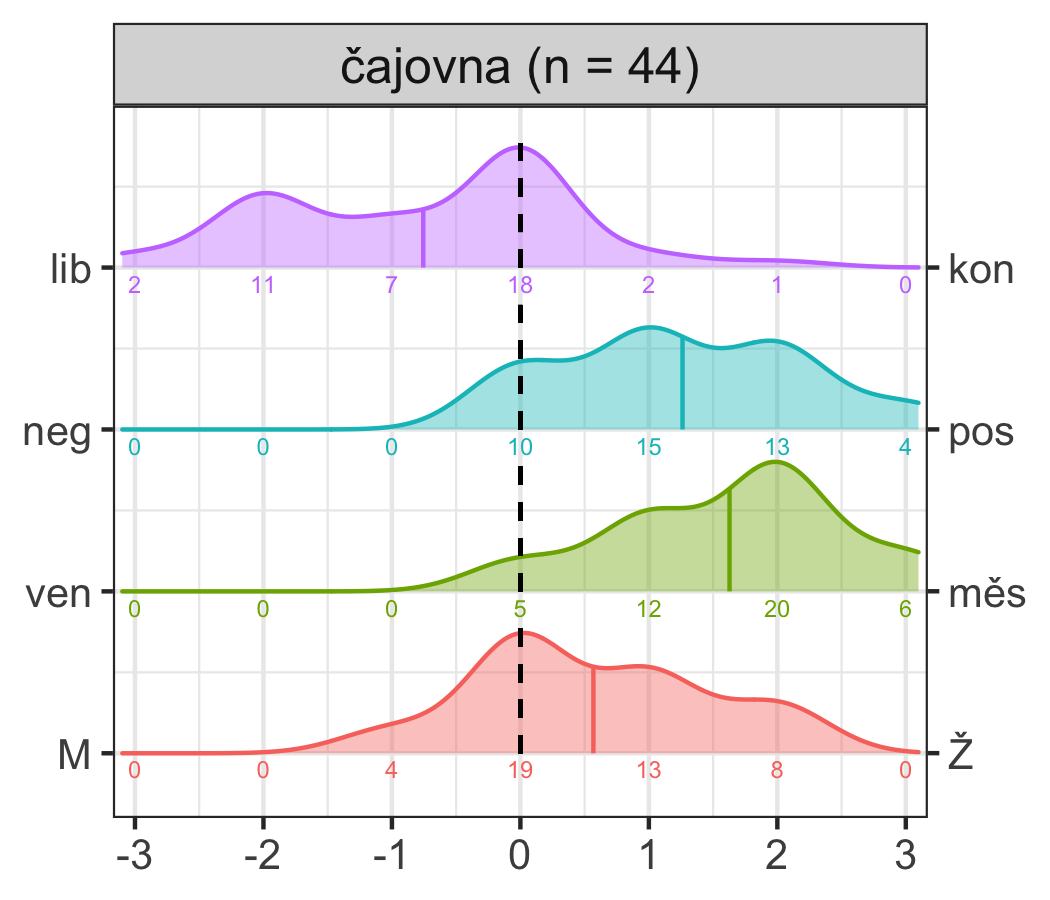 čajovna (n = 44)
lib kon
2 11 7 18 2 1 0
neg pos
0 0 0 10 15 13 4
ven měs
0 0 0 5 12 20 6
M Ž
0 0 4 19 13 8 0
-3 -2 -1 0 1 2 3